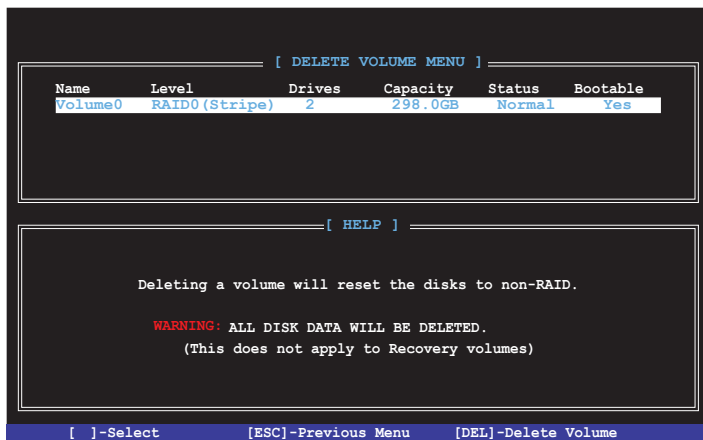 [ DELETE VOLUME MENU ]
Name Level Drives Capacity Status Bootable
Volume0 RAID0(Stripe) 2 298.0GB Normal Yes
[ HELP ]
Deleting a volume will reset the disks to non-RAID.
WARNING: ALL DISK DATA WILL BE DELETED.
(This does not apply to Recovery volumes)
[ ]-Select [ESC]-Previous Menu [DEL]-Delete Volume